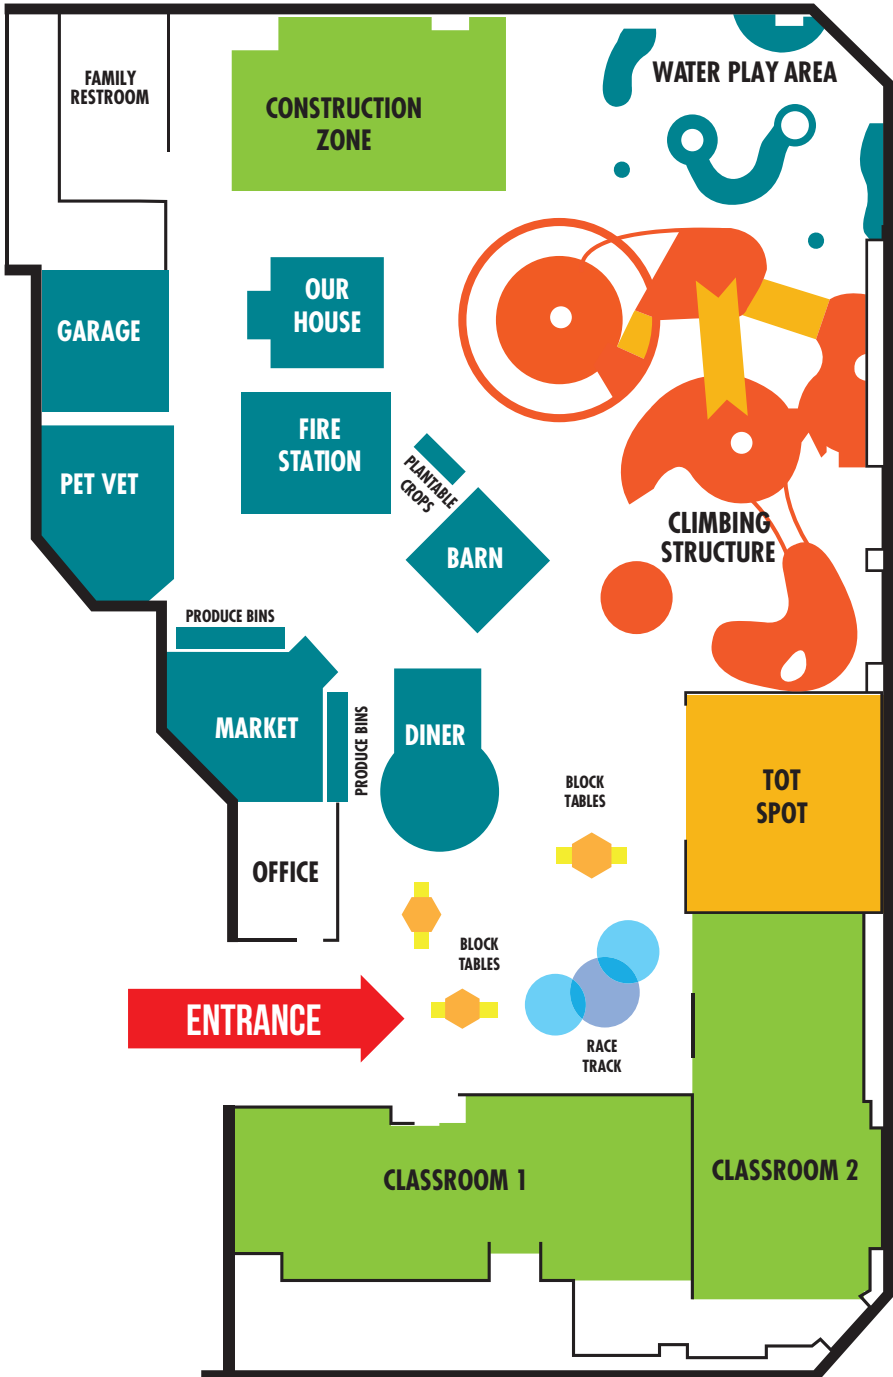 FAMILY
RESTROOM
CONSTRUCTION
ZONE
WATER PLAY AREA
OUR
HOUSE
GARAGE
FIRE
STATION
PET VET
PLANTABLE
CROPS
BARN
CLIMBING
STRUCTURE
PRODUCE BINS
MARKET
PRODUCE BINS
DINER
TOT
SPOT
BLOCK
TABLES
OFFICE
BLOCK
TABLES
ENTRANCE
RACE
TRACK
CLASSROOM 1
CLASSROOM 2